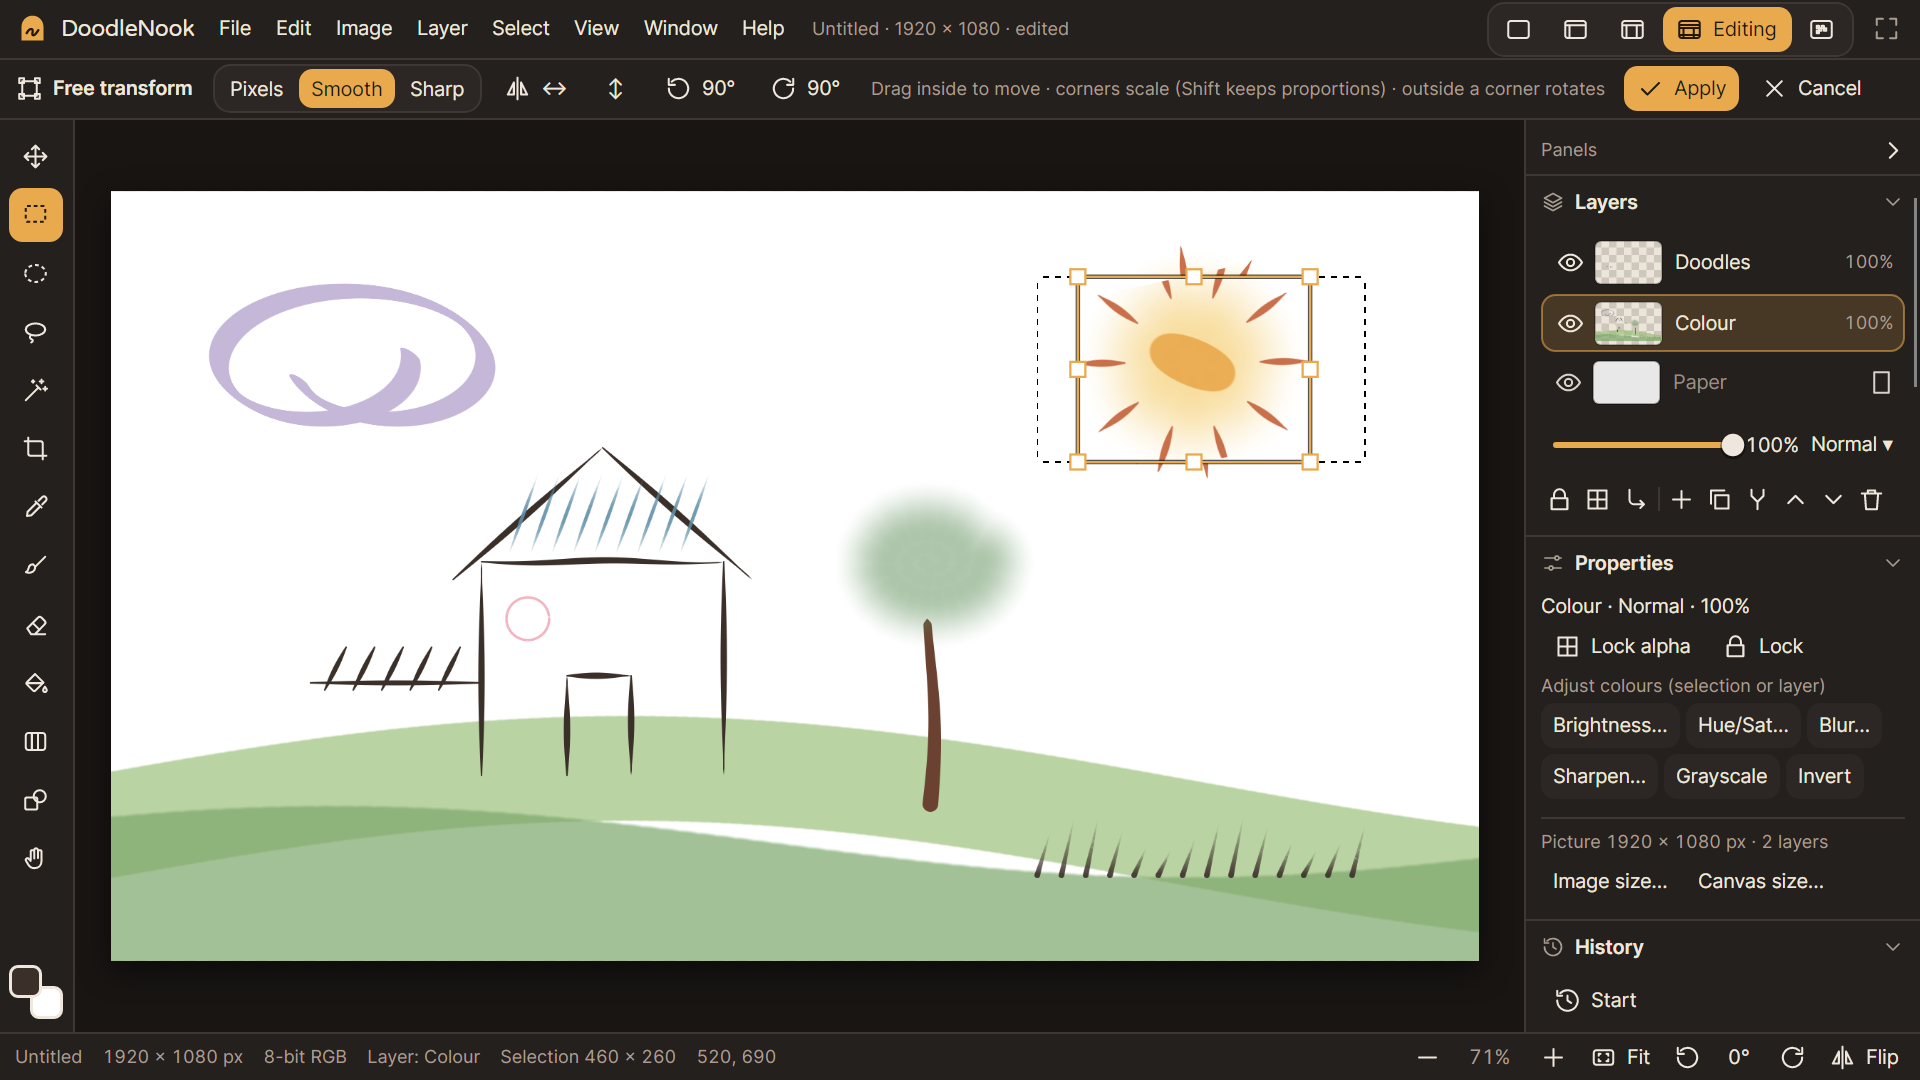 DoodleNook File Edit Image Layer Select View Window Help Untitled · 1920 × 1080 · edited Editing
Free transform Pixels Smooth Sharp 90° 90° Drag inside to move · corners scale (Shift keeps proportions) · outside a corner rotates Apply Cancel
Panels
Layers
Doodles 100%
Colour 100%
Paper
100% Normal ▾
Properties
Colour · Normal · 100%
Lock alpha Lock
Adjust colours (selection or layer)
Brightness... Hue/Sat... Blur...
Sharpen... Grayscale Invert
Picture 1920 × 1080 px · 2 layers
Image size... Canvas size...
History
Start
Untitled 1920 × 1080 px 8-bit RGB Layer: Colour Selection 460 × 260 520, 690 71% Fit 0° Flip